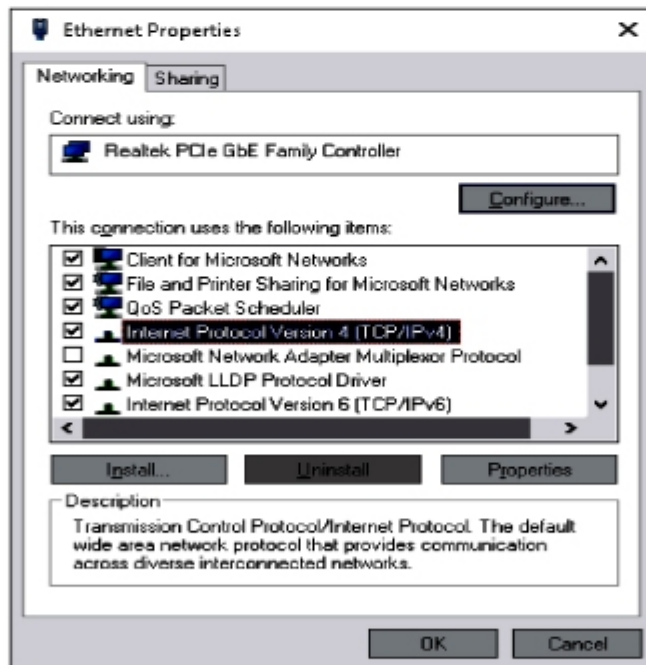 Ethernet Properties
Networking Sharing
Connect using:
Realtek PCIe GbE Family Controller
Configure...
This connection uses the following items:
Client for Microsoft Networks
File and Printer Sharing for Microsoft Networks
QoS Packet Scheduler
Internet Protocol Version 4 (TCP/IPv4)
Microsoft Network Adapter Multiplexor Protocol
Microsoft LLDP Protocol Driver
Internet Protocol Version 6 (TCP/IPv6)
Install... Uninstall Properties
Description
Transmission Control Protocol/Internet Protocol. The default
wide area network protocol that provides communication
across diverse interconnected networks.
OK Cancel